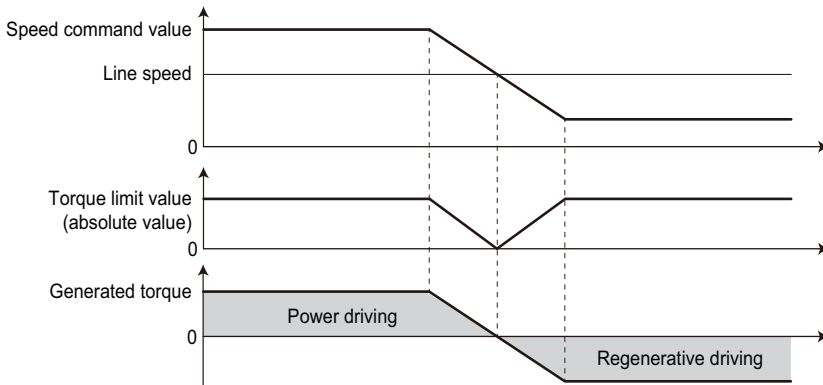 Speed command value
Line speed
0
Torque limit value
(absolute value)
0
Generated torque
Power driving
0
Regenerative driving